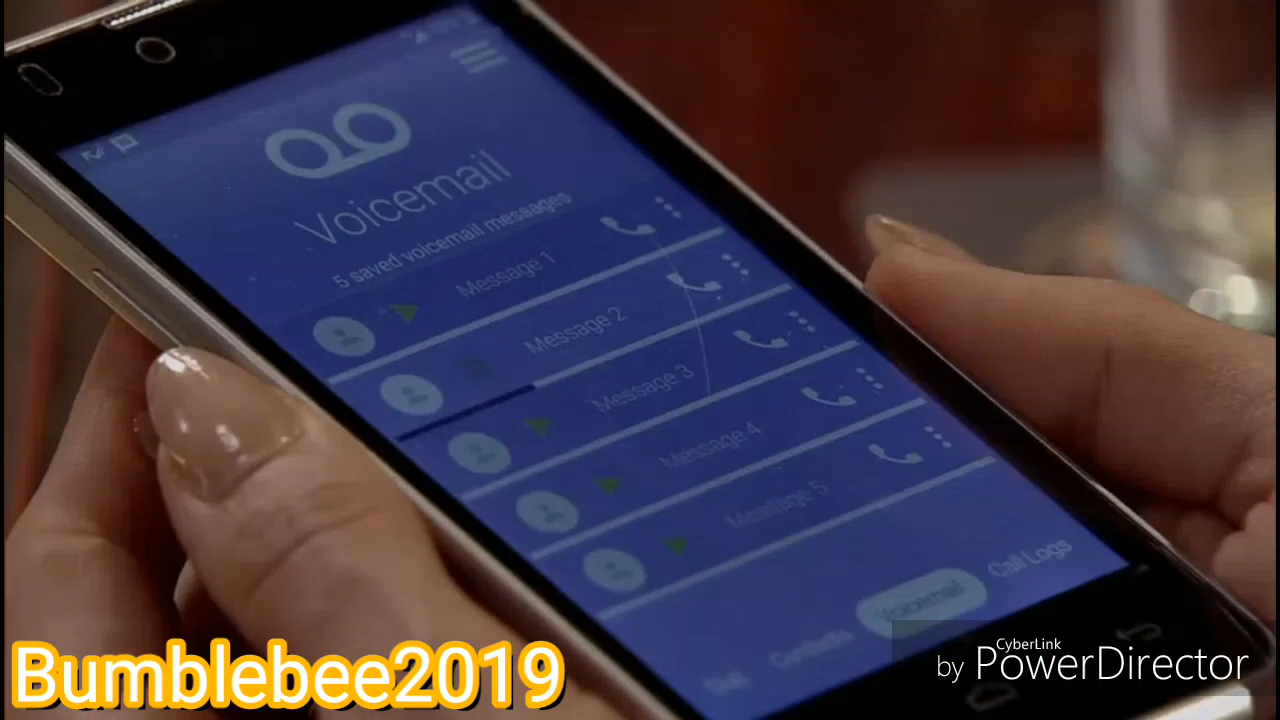 Voicemail
5 saved voicemail messages
Message 1
Message 2
Message 3
Message 4
Message 5
Voicemail
Call Logs
Bumblebee2019
CyberLink
by PowerDirector